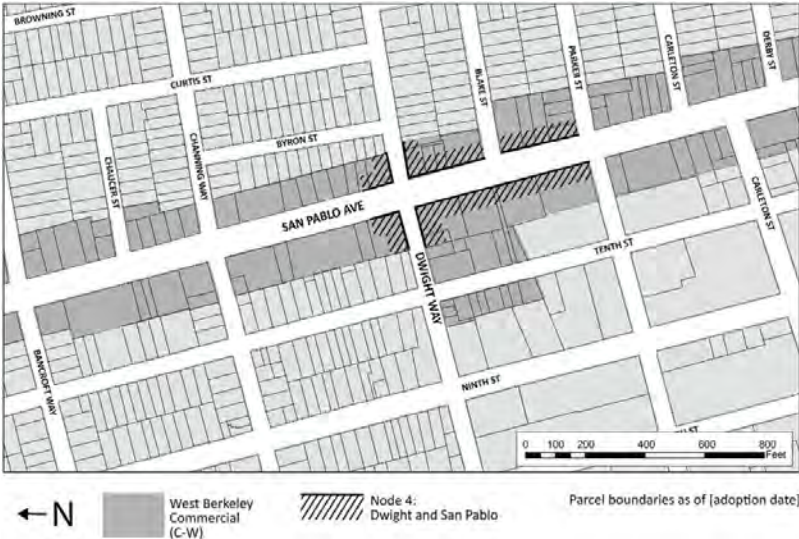 BROWNING ST
CURTIS ST
BYRON ST
CHAUCER ST
CHANNING WAY
BLAKE ST
PARKER ST
CARLETON ST
DERBY ST
SAN PABLO AVE
DWIGHT WAY
TENTH ST
CARLETON ST
BANCROFT WAY
NINTH ST
0 50 100 200 400 600 800
Feet
N
West Berkeley
Commercial
(C-W)
Node 4:
Dwight and San Pablo
Parcel boundaries as of [adoption date]